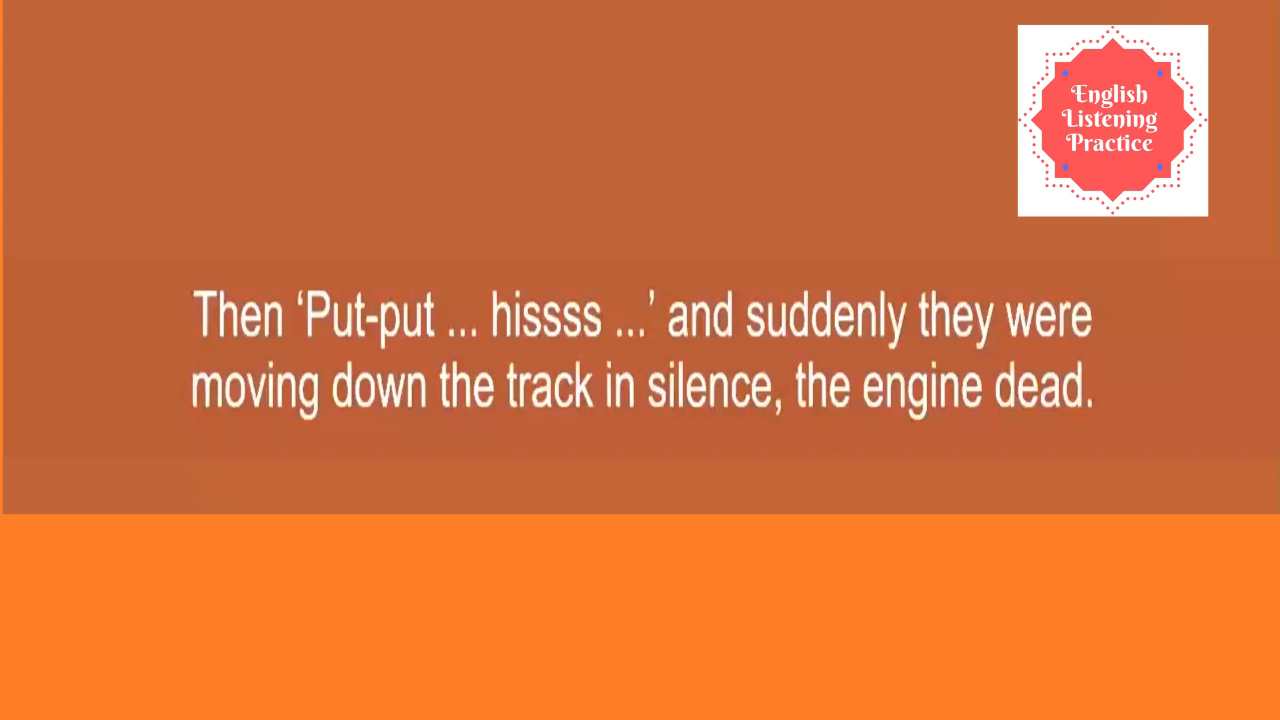 English
Listening
Practice
Then ‘Put-put ... hissss ...’ and suddenly they were
moving down the track in silence, the engine dead.